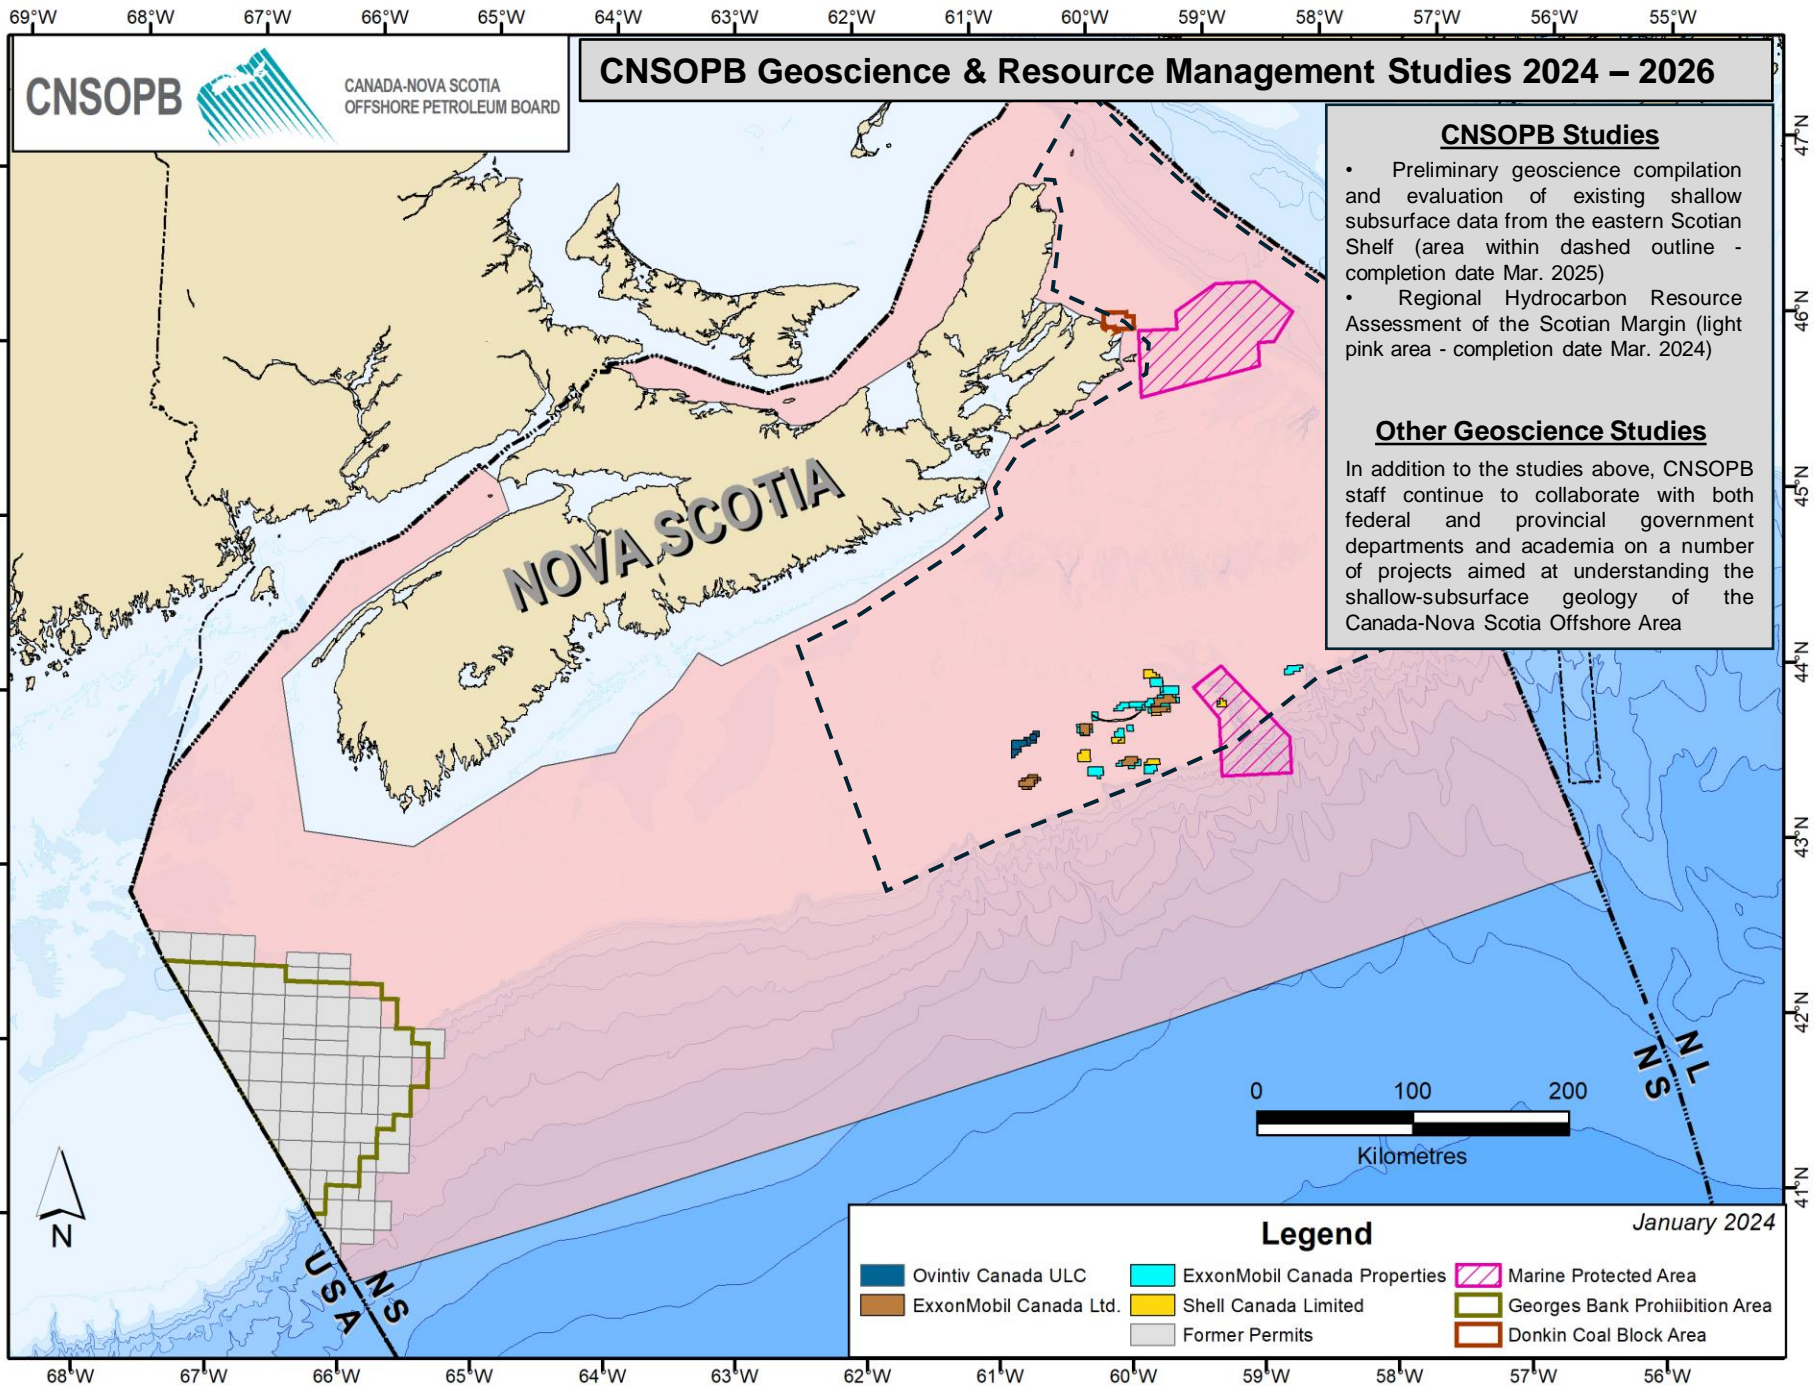 69°W 68°W 67°W 66°W 65°W 64°W 63°W 62°W 61°W 60°W 59°W 58°W 57°W 56°W 55°W
CNSOPB
CANADA-NOVA SCOTIA
OFFSHORE PETROLEUM BOARD
CNSOPB Geoscience & Resource Management Studies 2024 – 2026
CNSOPB Studies
• Preliminary geoscience compilation
and evaluation of existing shallow
subsurface data from the eastern Scotian
Shelf (area within dashed outline -
completion date Mar. 2025)
• Regional Hydrocarbon Resource
Assessment of the Scotian Margin (light
pink area - completion date Mar. 2024)
Other Geoscience Studies
In addition to the studies above, CNSOPB
staff continue to collaborate with both
federal and provincial government
departments and academia on a number
of projects aimed at understanding the
shallow-subsurface geology of the
Canada-Nova Scotia Offshore Area
47°N
46°N
45°N
44°N
43°N
42°N
41°N
NOVA SCOTIA
NL
NS
0 100 200
Kilometres
N
USA
NS
January 2024
Legend
Ovintiv Canada ULC
ExxonMobil Canada Ltd.
ExxonMobil Canada Properties
Shell Canada Limited
Former Permits
Marine Protected Area
Georges Bank Prohiibition Area
Donkin Coal Block Area
68°W 67°W 66°W 65°W 64°W 63°W 62°W 61°W 60°W 59°W 58°W 57°W 56°W